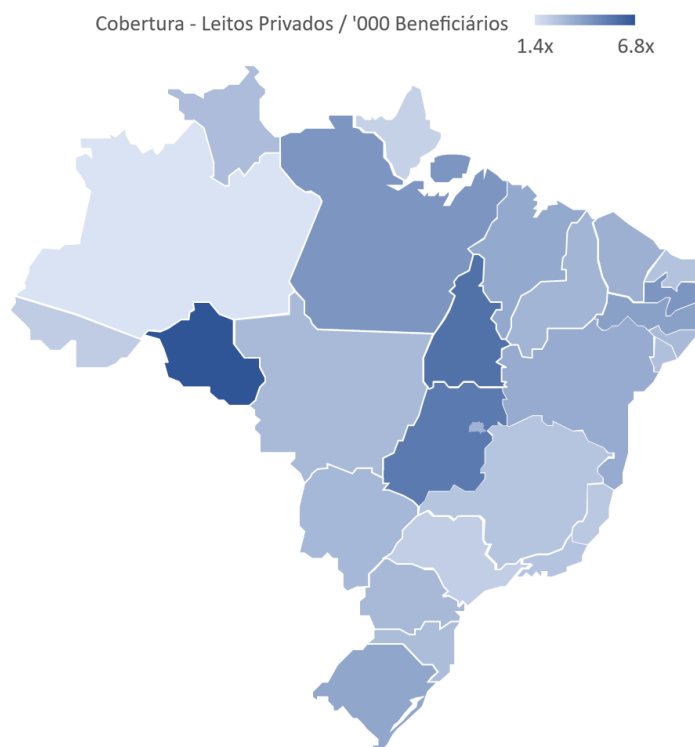 Cobertura - Leitos Privados / '000 Beneficiários
1.4x 6.8x